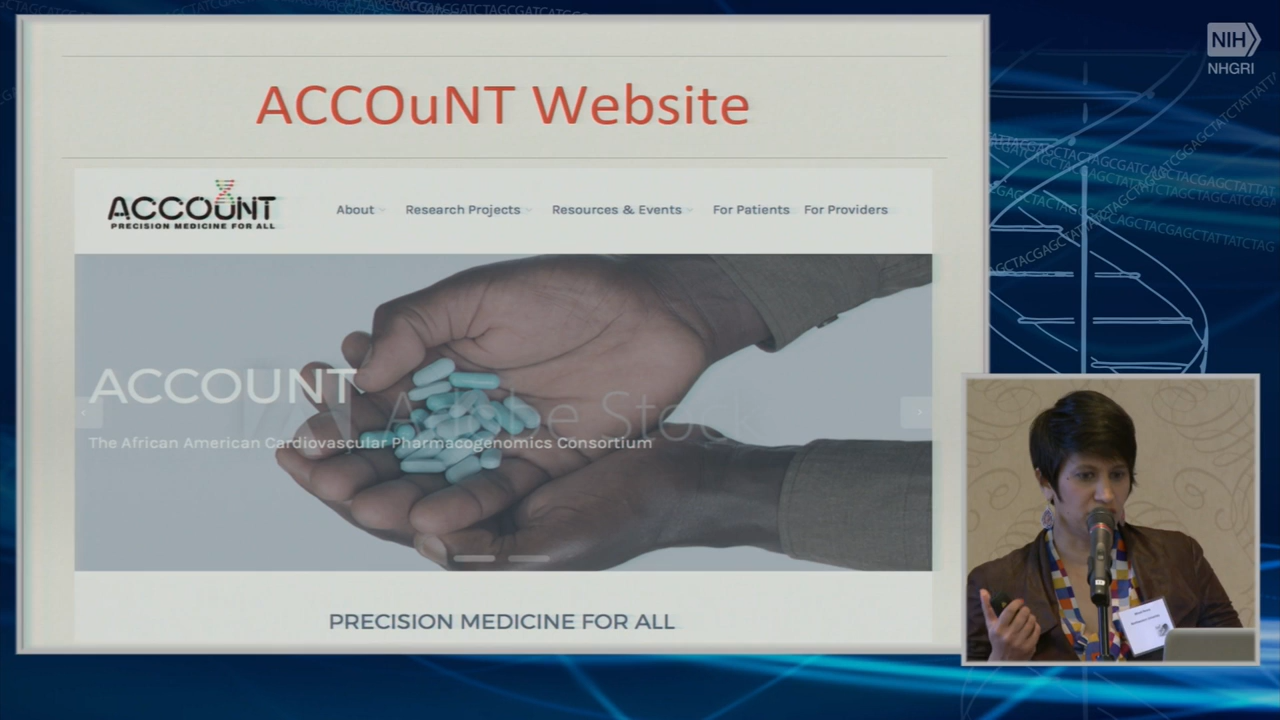 NIH
NHGRI
ACCOuNT Website
ACCOUNT
PRECISION MEDICINE FOR ALL
About
Research Projects
Resources & Events
For Patients
For Providers
ACCOUNT
Adobe Stock
The African American Cardiovascular Pharmacogenomics Consortium
PRECISION MEDICINE FOR ALL